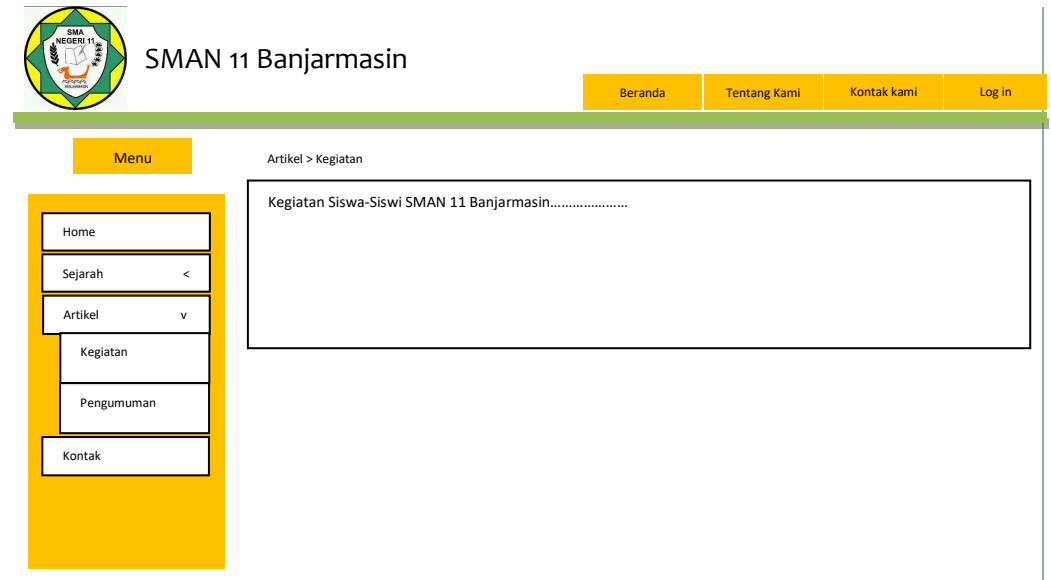 SMA
NEGERI 11
BANJARMASIN
SMAN 11 Banjarmasin
Beranda
Tentang Kami
Kontak kami
Log in
Menu
Artikel > Kegiatan
Kegiatan Siswa-Siswi SMAN 11 Banjarmasin…………………
Home
Sejarah <
Artikel v
Kegiatan
Pengumuman
Kontak